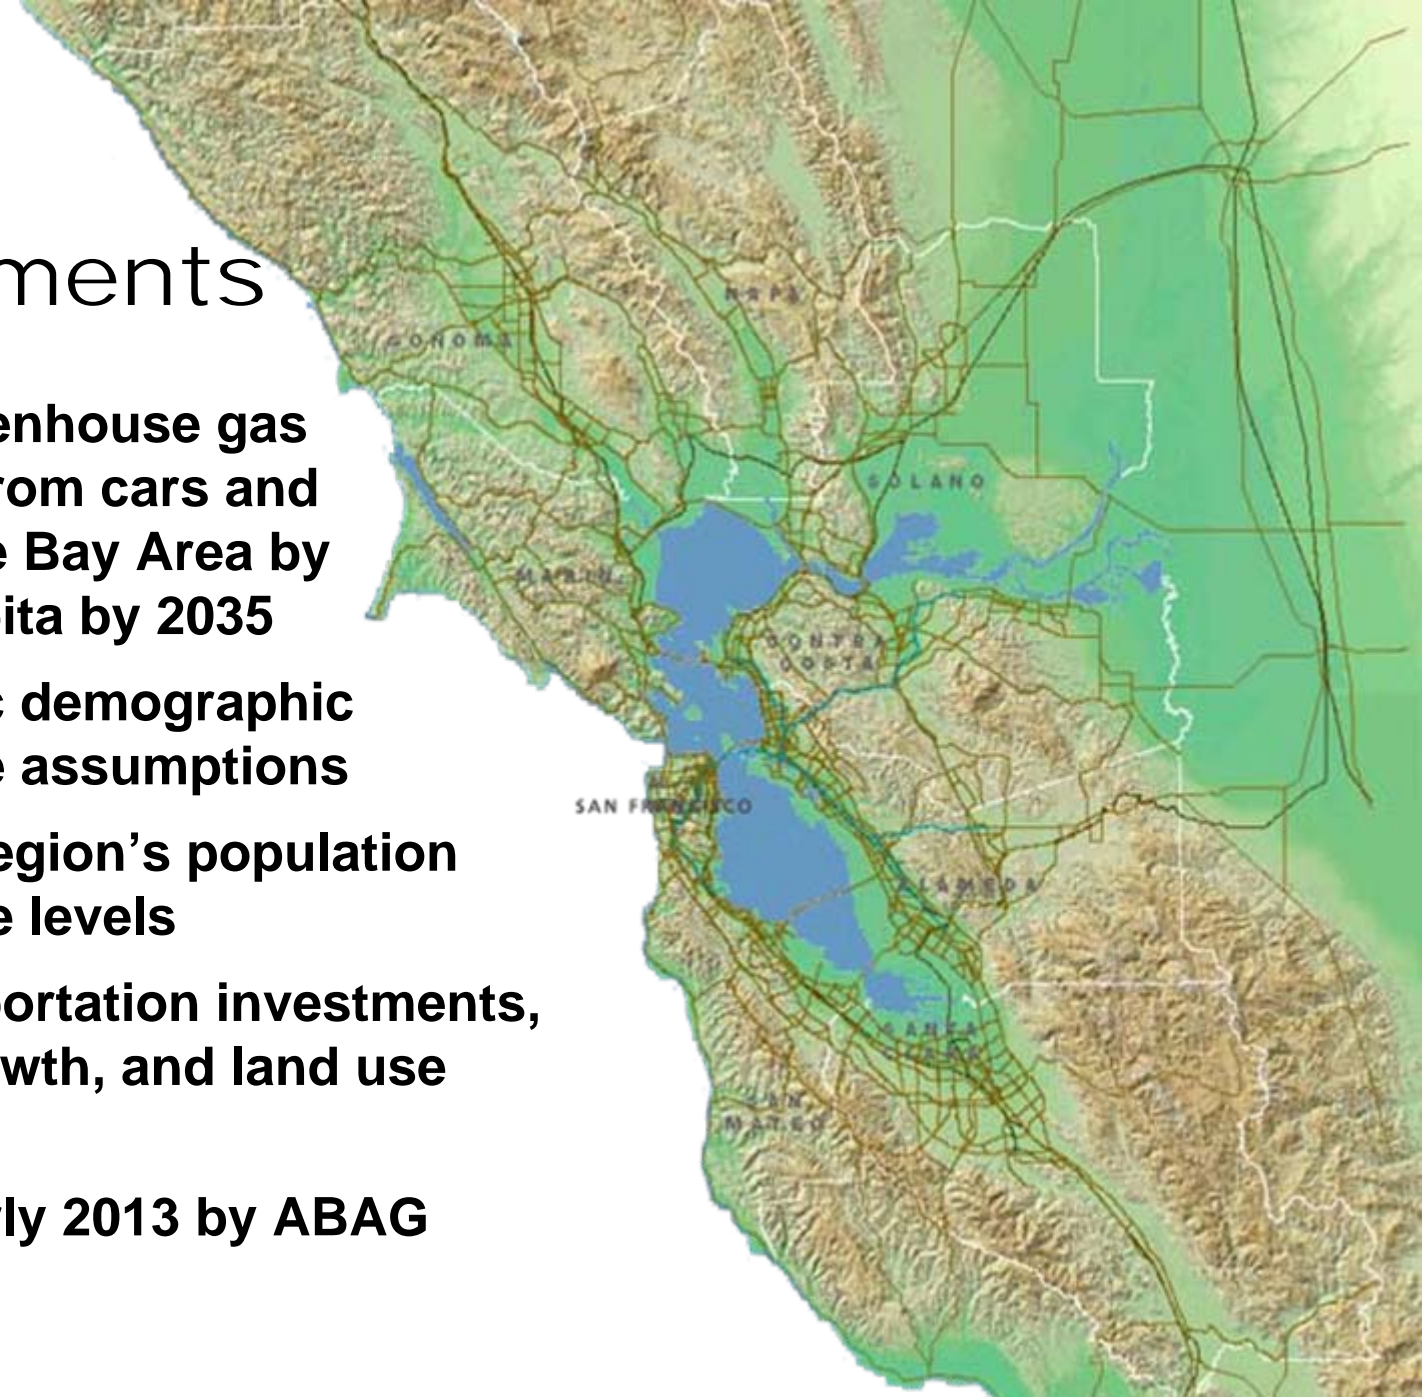 ments
enhouse gas
rom cars and
e Bay Area by
ita by 2035
c demographic
e assumptions
egion’s population
e levels
ortation investments,
wth, and land use
ly 2013 by ABAG
NAPA
SONOMA
SOLANO
MARIN
CONTRA
COSTA
SAN FRANCISCO
ALAMEDA
SANTA
CLARA
SAN
MATEO